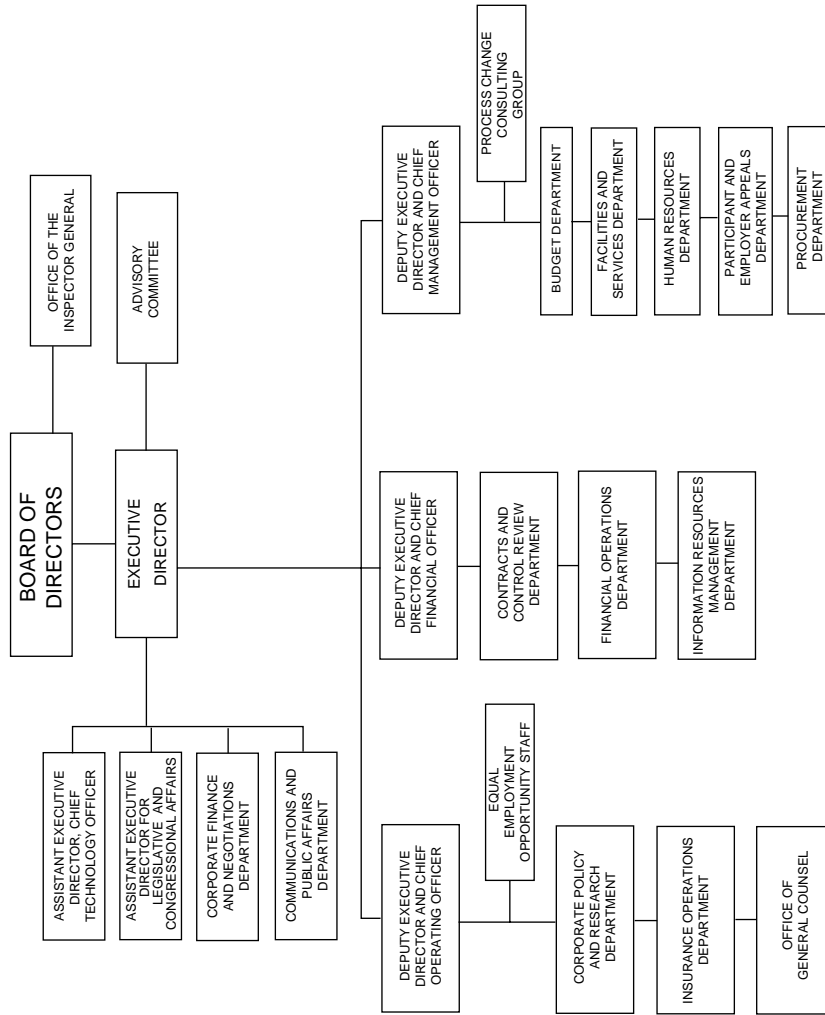 BOARD OF
DIRECTORS
OFFICE OF THE
INSPECTOR GENERAL
EXECUTIVE
DIRECTOR
ADVISORY
COMMITTEE
ASSISTANT EXECUTIVE
DIRECTOR, CHIEF
TECHNOLOGY OFFICER
ASSISTANT EXECUTIVE
DIRECTOR FOR
LEGISLATIVE AND
CONGRESSIONAL AFFAIRS
CORPORATE FINANCE
AND NEGOTIATIONS
DEPARTMENT
COMMUNICATIONS AND
PUBLIC AFFAIRS
DEPARTMENT
DEPUTY EXECUTIVE
DIRECTOR AND CHIEF
OPERATING OFFICER
EQUAL
EMPLOYMENT
OPPORTUNITY STAFF
CORPORATE POLICY
AND RESEARCH
DEPARTMENT
INSURANCE OPERATIONS
DEPARTMENT
OFFICE OF
GENERAL COUNSEL
DEPUTY EXECUTIVE
DIRECTOR AND CHIEF
FINANCIAL OFFICER
CONTRACTS AND
CONTROL REVIEW
DEPARTMENT
FINANCIAL OPERATIONS
DEPARTMENT
INFORMATION RESOURCES
MANAGEMENT
DEPARTMENT
DEPUTY EXECUTIVE
DIRECTOR AND CHIEF
MANAGEMENT OFFICER
PROCESS CHANGE
CONSULTING
GROUP
BUDGET DEPARTMENT
FACILITIES AND
SERVICES DEPARTMENT
HUMAN RESOURCES
DEPARTMENT
PARTICIPANT AND
EMPLOYER APPEALS
DEPARTMENT
PROCUREMENT
DEPARTMENT